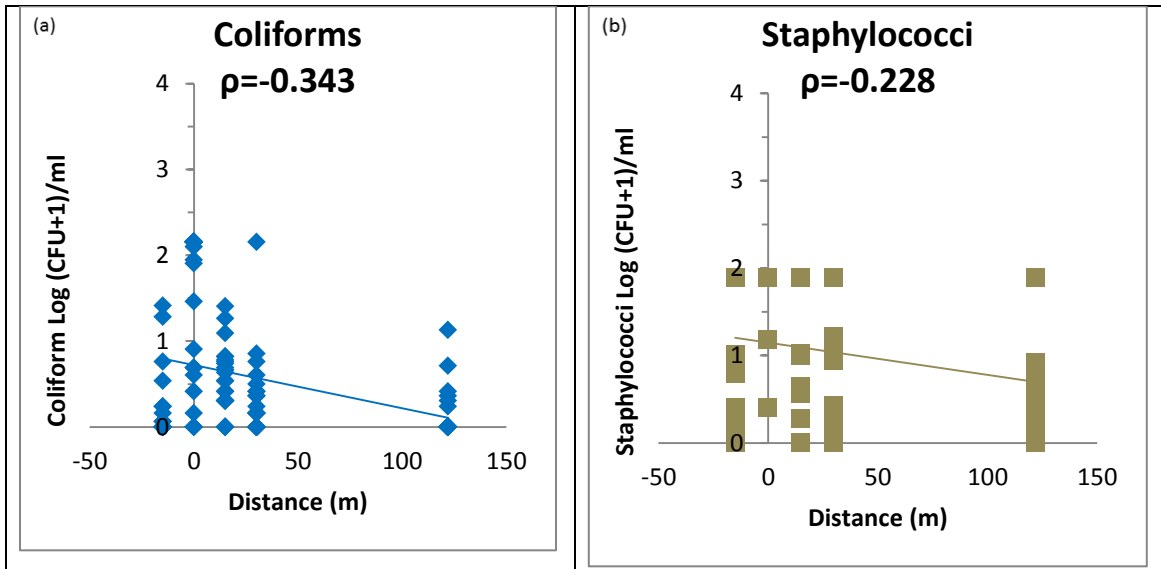 (a)
Coliforms
ρ=-0.343
Coliform Log (CFU+1)/ml
4
3
2
1
0
-50 0 50 100 150
Distance (m)
(b)
Staphylococci
ρ=-0.228
Staphylococci Log (CFU+1)/ml
4
3
2
1
0
-50 0 50 100 150
Distance (m)